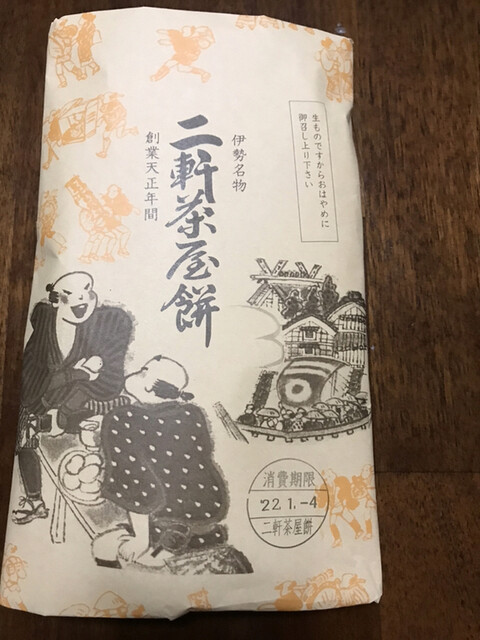 生ものですからおはやめに
御召し上り下さい
伊勢名物
二軒茶屋餅
創業天正年間
消費期限
'22.1.-4
二軒茶屋餅